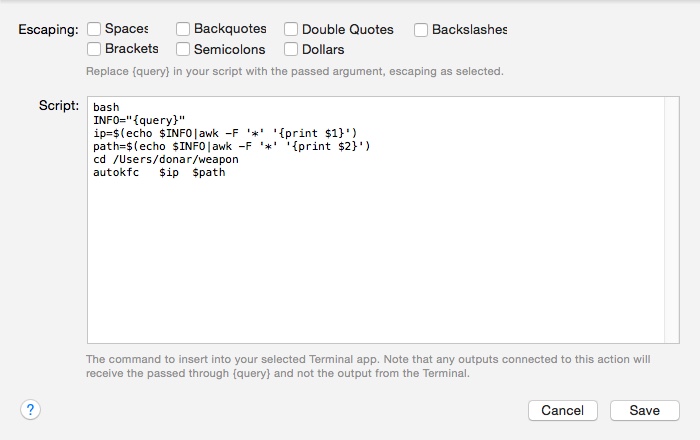 Escaping: Spaces Backquotes Double Quotes Backslashes
Brackets Semicolons Dollars
Replace {query} in your script with the passed argument, escaping as selected.
Script: bash
INFO="{query}"
ip=$(echo $INFO|awk -F '*' '{print $1}')
path=$(echo $INFO|awk -F '*' '{print $2}')
cd /Users/donar/weapon
autokfc   $ip  $path
The command to insert into your selected Terminal app. Note that any outputs connected to this action will
receive the passed through {query} and not the output from the Terminal.
? Cancel Save